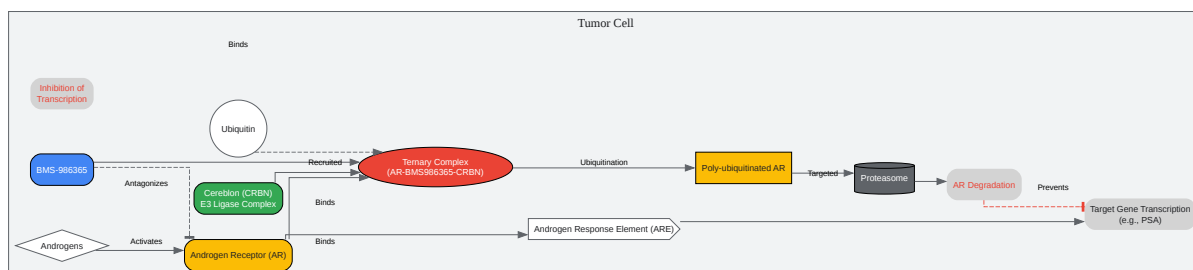 Tumor Cell
Binds
Inhibition of
Transcription
Ubiquitin
BMS-986365
Recruited
Ternary Complex
(AR-BMS986365-CRBN)
Ubiquitination
Poly-ubiquitinated AR
Targeted
Proteasome
AR Degradation
Prevents
Antagonizes
Cereblon (CRBN)
E3 Ligase Complex
Binds
Target Gene Transcription
(e.g., PSA)
Androgens
Activates
Androgen Receptor (AR)
Binds
Androgen Response Element (ARE)